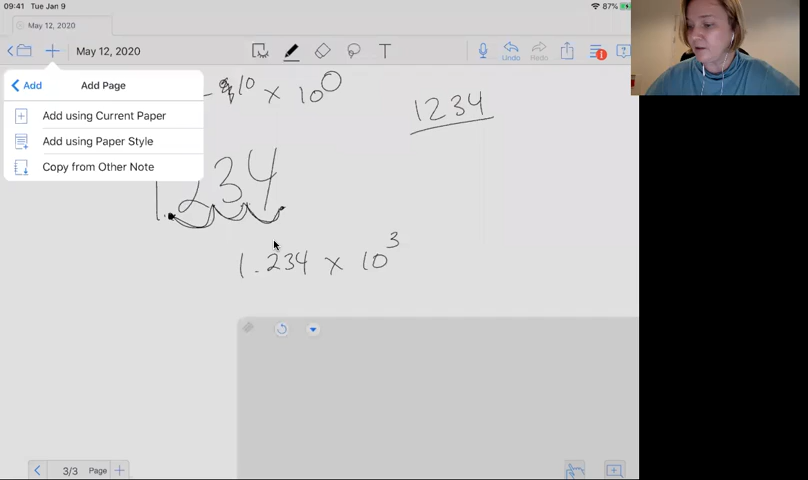 09:41 Tue Jan 9
87%
May 12, 2020
May 12, 2020
Undo
Redo
Add
Add Page
Add using Current Paper
Add using Paper Style
Copy from Other Note
10 x 10⁰
1234
1.234
1.234 x 10³
3/3 Page